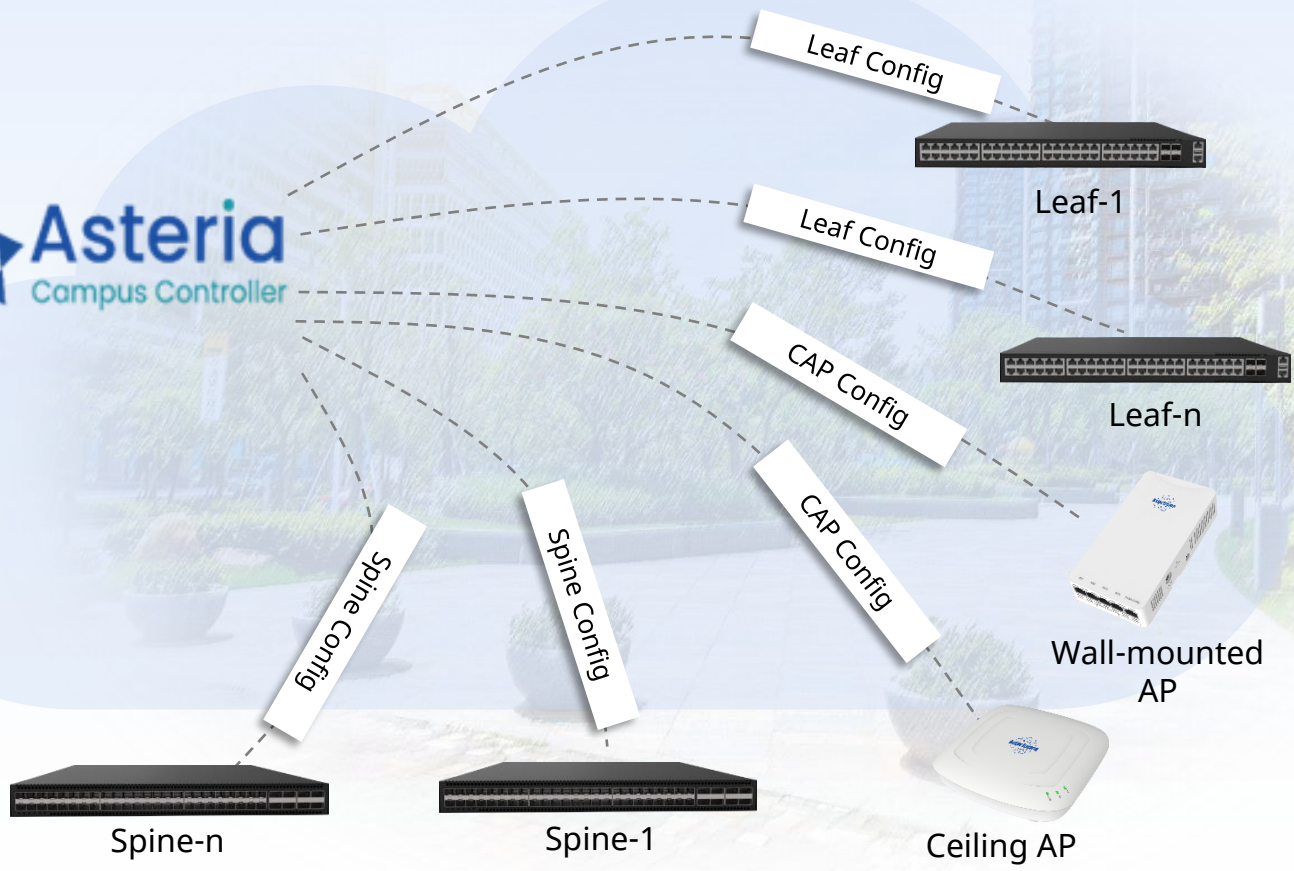 Leaf Config
Leaf-1
Asteria
Campus Controller
Leaf Config
Leaf-n
CAP Config
Wall-mounted
AP
CAP Config
Ceiling AP
Spine Config
Spine-1
Spine Config
Spine-n